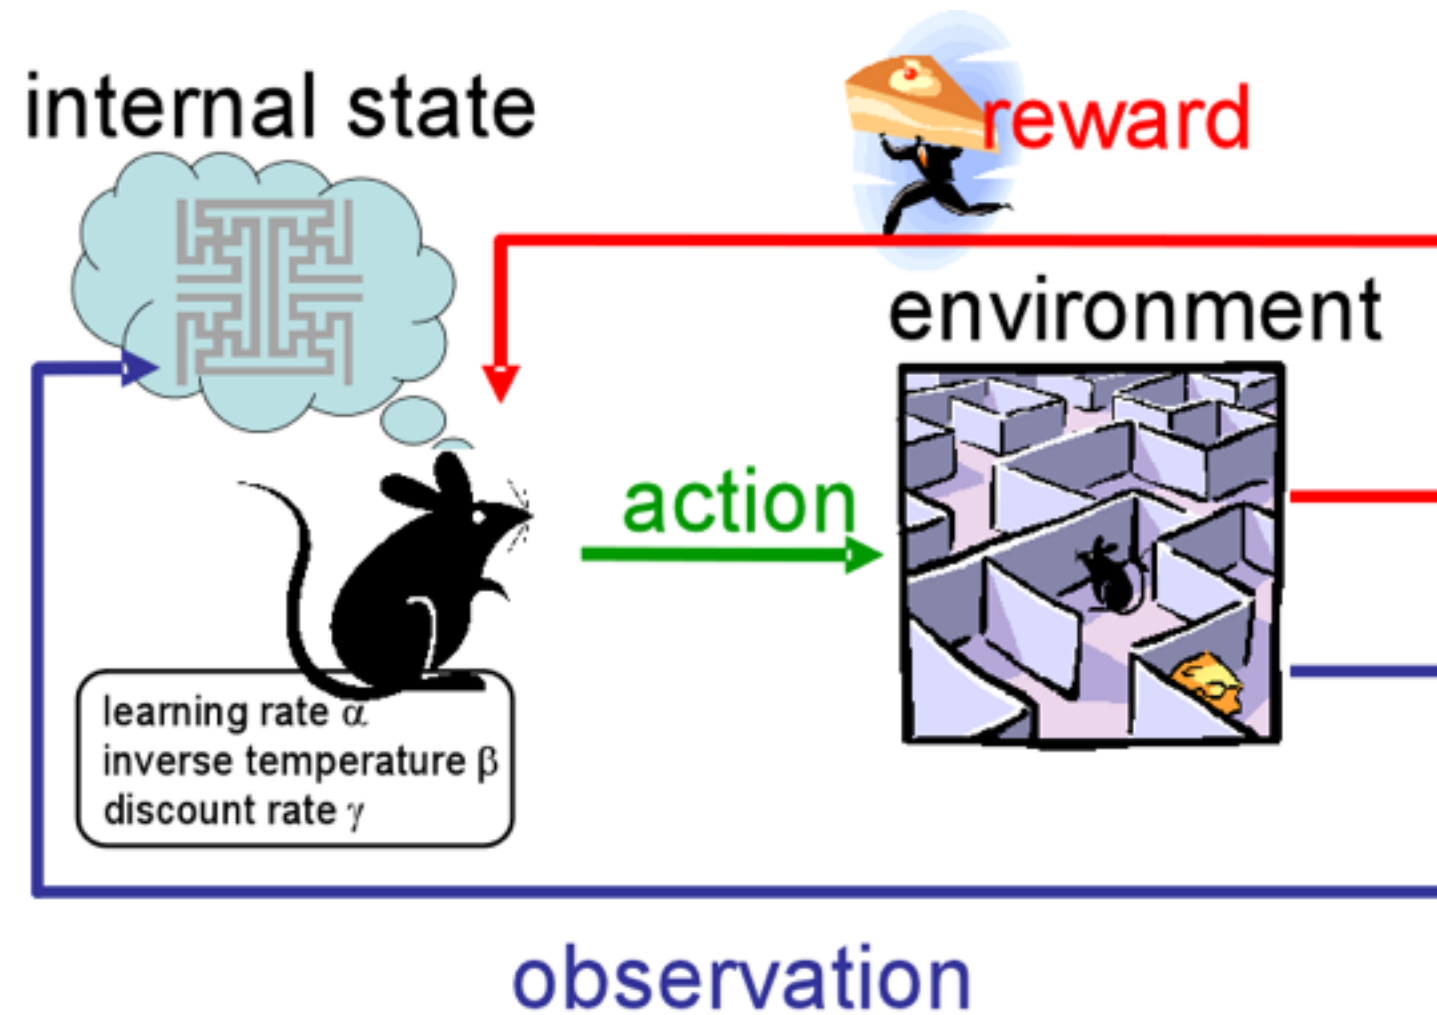 internal state
reward
environment
action
learning rate α
inverse temperature β
discount rate γ
observation